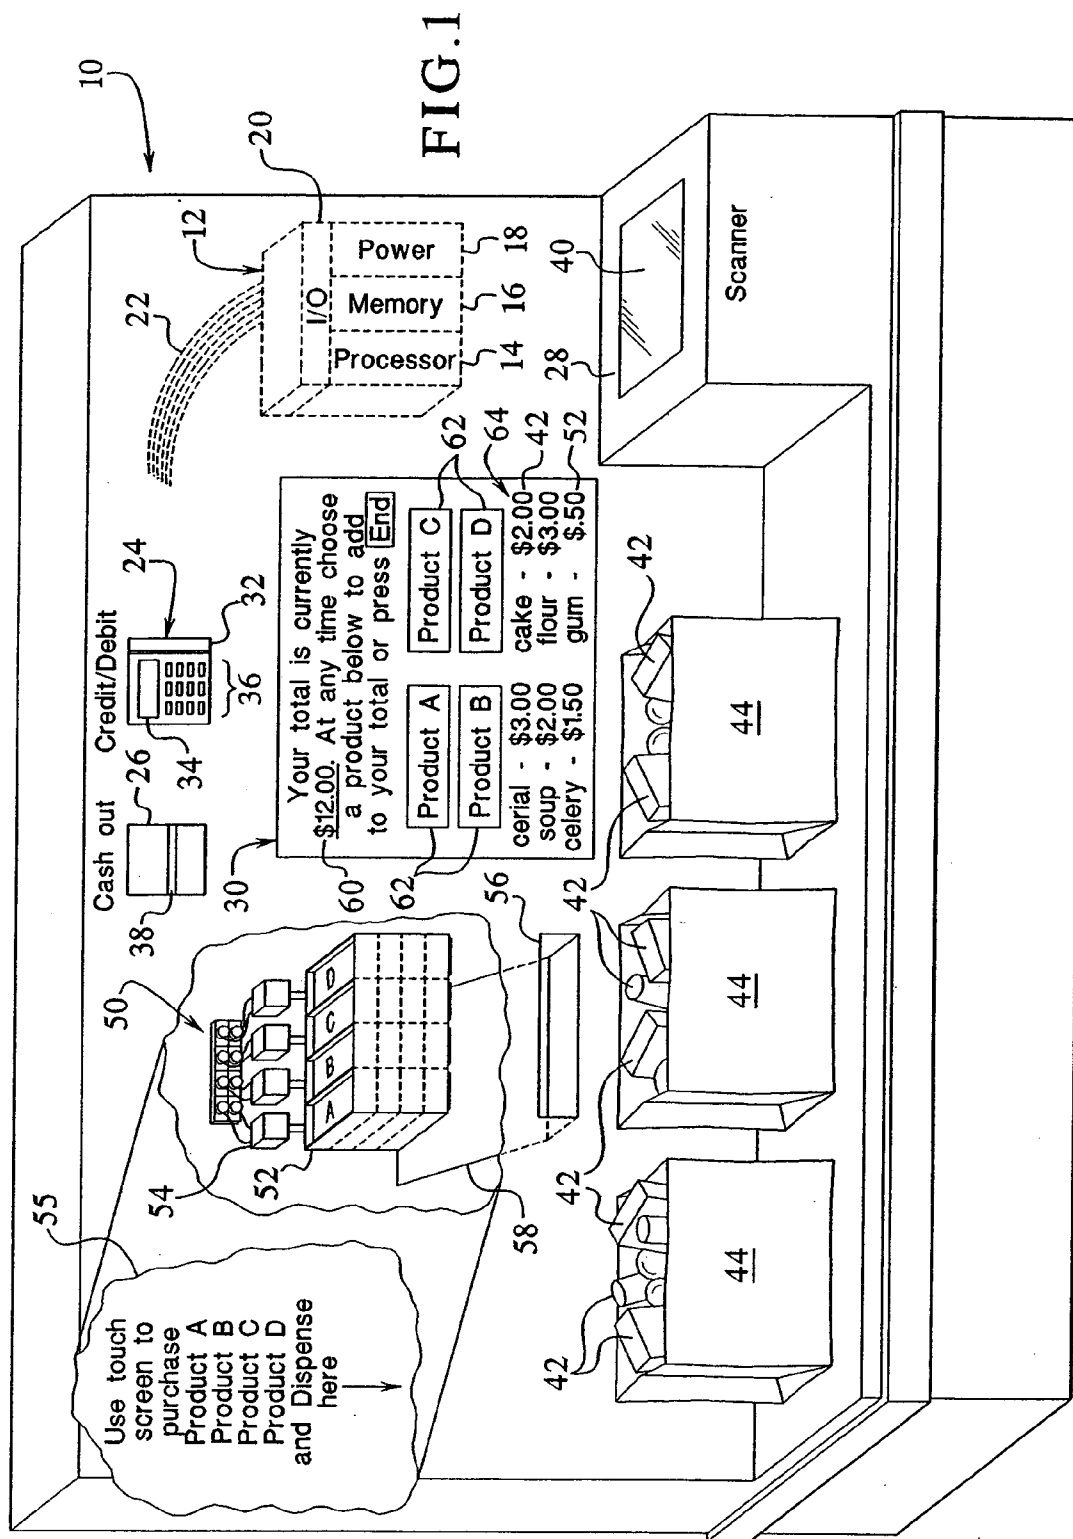 FIG.1
10
Use touch
screen to
purchase
Product A
Product B
Product C
Product D
and Dispense
here
55
50
54
52
A B C D
58
56
Cash out
26
38
Credit/Debit
24
34
36
32
22
12
20
I/O
Processor
Memory
Power
14
16
18
30
Your total is currently
$12.00. At any time choose
a product below to add
to your total or press End
Product A
Product C
Product B
Product D
cerial - $3.00
cake - $2.00
soup - $2.00
flour - $3.00
celery - $1.50
gum - $.50
60
62
62
64
42
52
28
40
Scanner
42
42
42
42
42
42
44
44
44